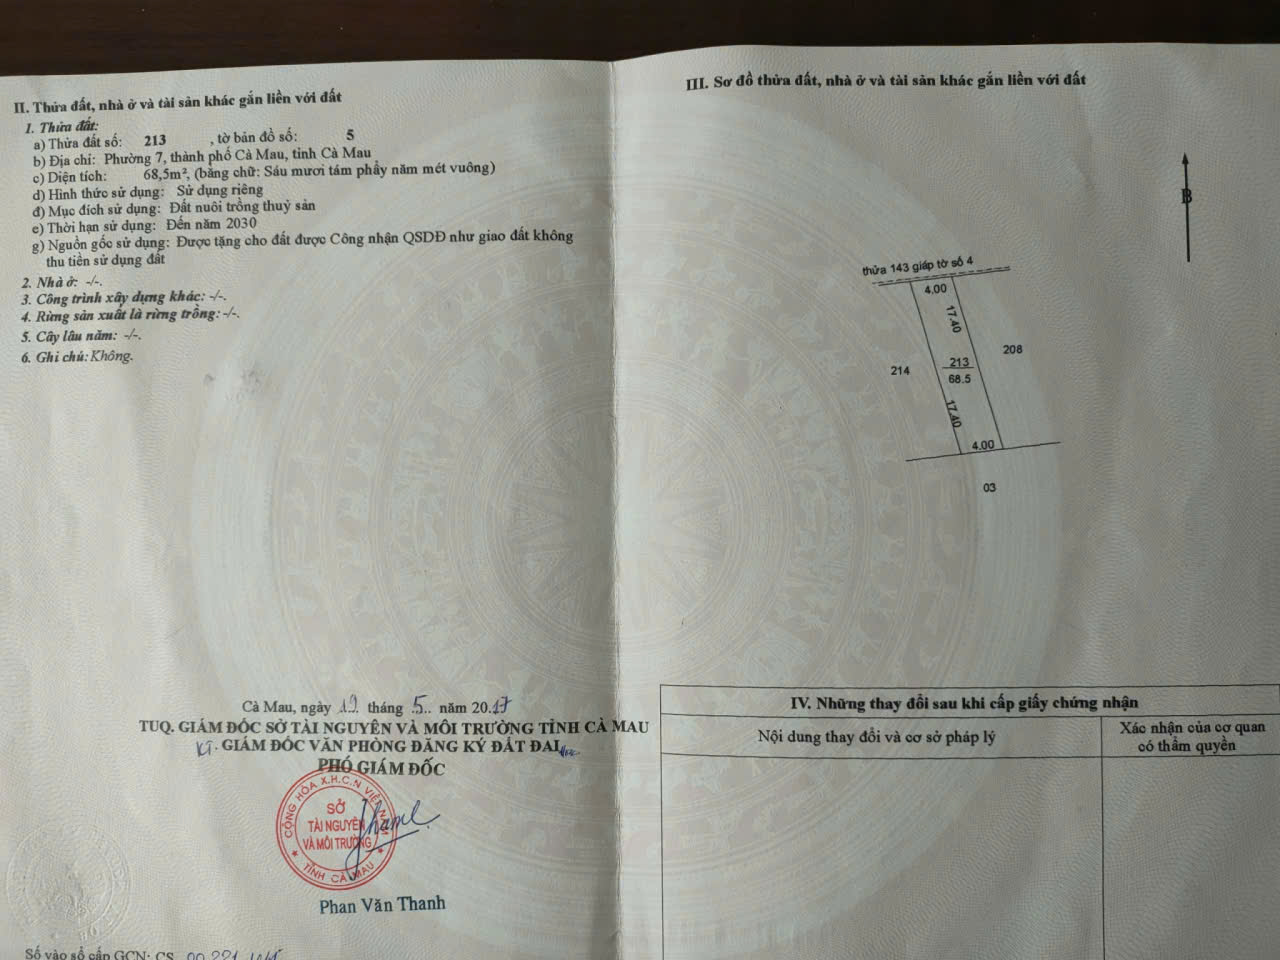 II. Thửa đất, nhà ở và tài sản khác gắn liền với đất
1. Thửa đất:
a) Thửa đất số: 213 , tờ bản đồ số: 5
b) Địa chỉ: Phường 7, thành phố Cà Mau, tỉnh Cà Mau
c) Diện tích: 68,5m², (bằng chữ: Sáu mươi tám phẩy năm mét vuông)
d) Hình thức sử dụng: Sử dụng riêng
đ) Mục đích sử dụng: Đất nuôi trồng thuỷ sản
e) Thời hạn sử dụng: Đến năm 2030
g) Nguồn gốc sử dụng: Được tặng cho đất được Công nhận QSDĐ như giao đất không
thu tiền sử dụng đất
2. Nhà ở: -/-.
3. Công trình xây dựng khác: -/-.
4. Rừng sản xuất là rừng trồng: -/-.
5. Cây lâu năm: -/-.
6. Ghi chú: Không.
Cà Mau, ngày 19 tháng 5 năm 2017
TUQ. GIÁM ĐỐC SỞ TÀI NGUYÊN VÀ MÔI TRƯỜNG TỈNH CÀ MAU
KT. GIÁM ĐỐC VĂN PHÒNG ĐĂNG KÝ ĐẤT ĐAI
PHÓ GIÁM ĐỐC
CỘNG HÒA X.H.C.N VIỆT NAM
SỞ
TÀI NGUYÊN
VÀ MÔI TRƯỜNG
TỈNH CÀ MAU
Phan Văn Thanh
Số vào sổ cấp GCN: CS
III. Sơ đồ thửa đất, nhà ở và tài sản khác gắn liền với đất
B
thửa 143 giáp tờ số 4
4.00
17.40
208
214
213
68.5
17.40
4.00
03
IV. Những thay đổi sau khi cấp giấy chứng nhận
Nội dung thay đổi và cơ sở pháp lý
Xác nhận của cơ quan
có thẩm quyền